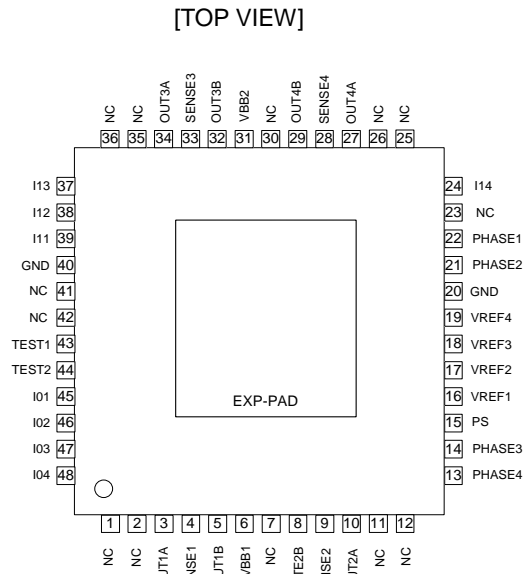 [TOP VIEW]
NC
NC
OUT3A
SENSE3
OUT3B
VBB2
NC
OUT4B
SENSE4
OUT4A
NC
NC
36 35 34 33 32 31 30 29 28 27 26 25
I13 37
I12 38
I11 39
GND 40
NC 41
NC 42
TEST1 43
TEST2 44
I01 45
I02 46
I03 47
I04 48
24 I14
23 NC
22 PHASE1
21 PHASE2
20 GND
19 VREF4
18 VREF3
17 VREF2
16 VREF1
15 PS
14 PHASE3
13 PHASE4
EXP-PAD
1 2 3 4 5 6 7 8 9 10 11 12
NC
NC
VBB1
NC
NC
NC